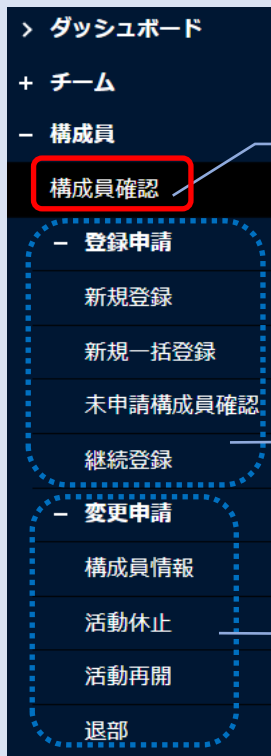 > ダッシュボード
+ チーム
− 構成員
構成員確認
− 登録申請
新規登録
新規一括登録
未申請構成員確認
継続登録
− 変更申請
構成員情報
活動休止
活動再開
退部